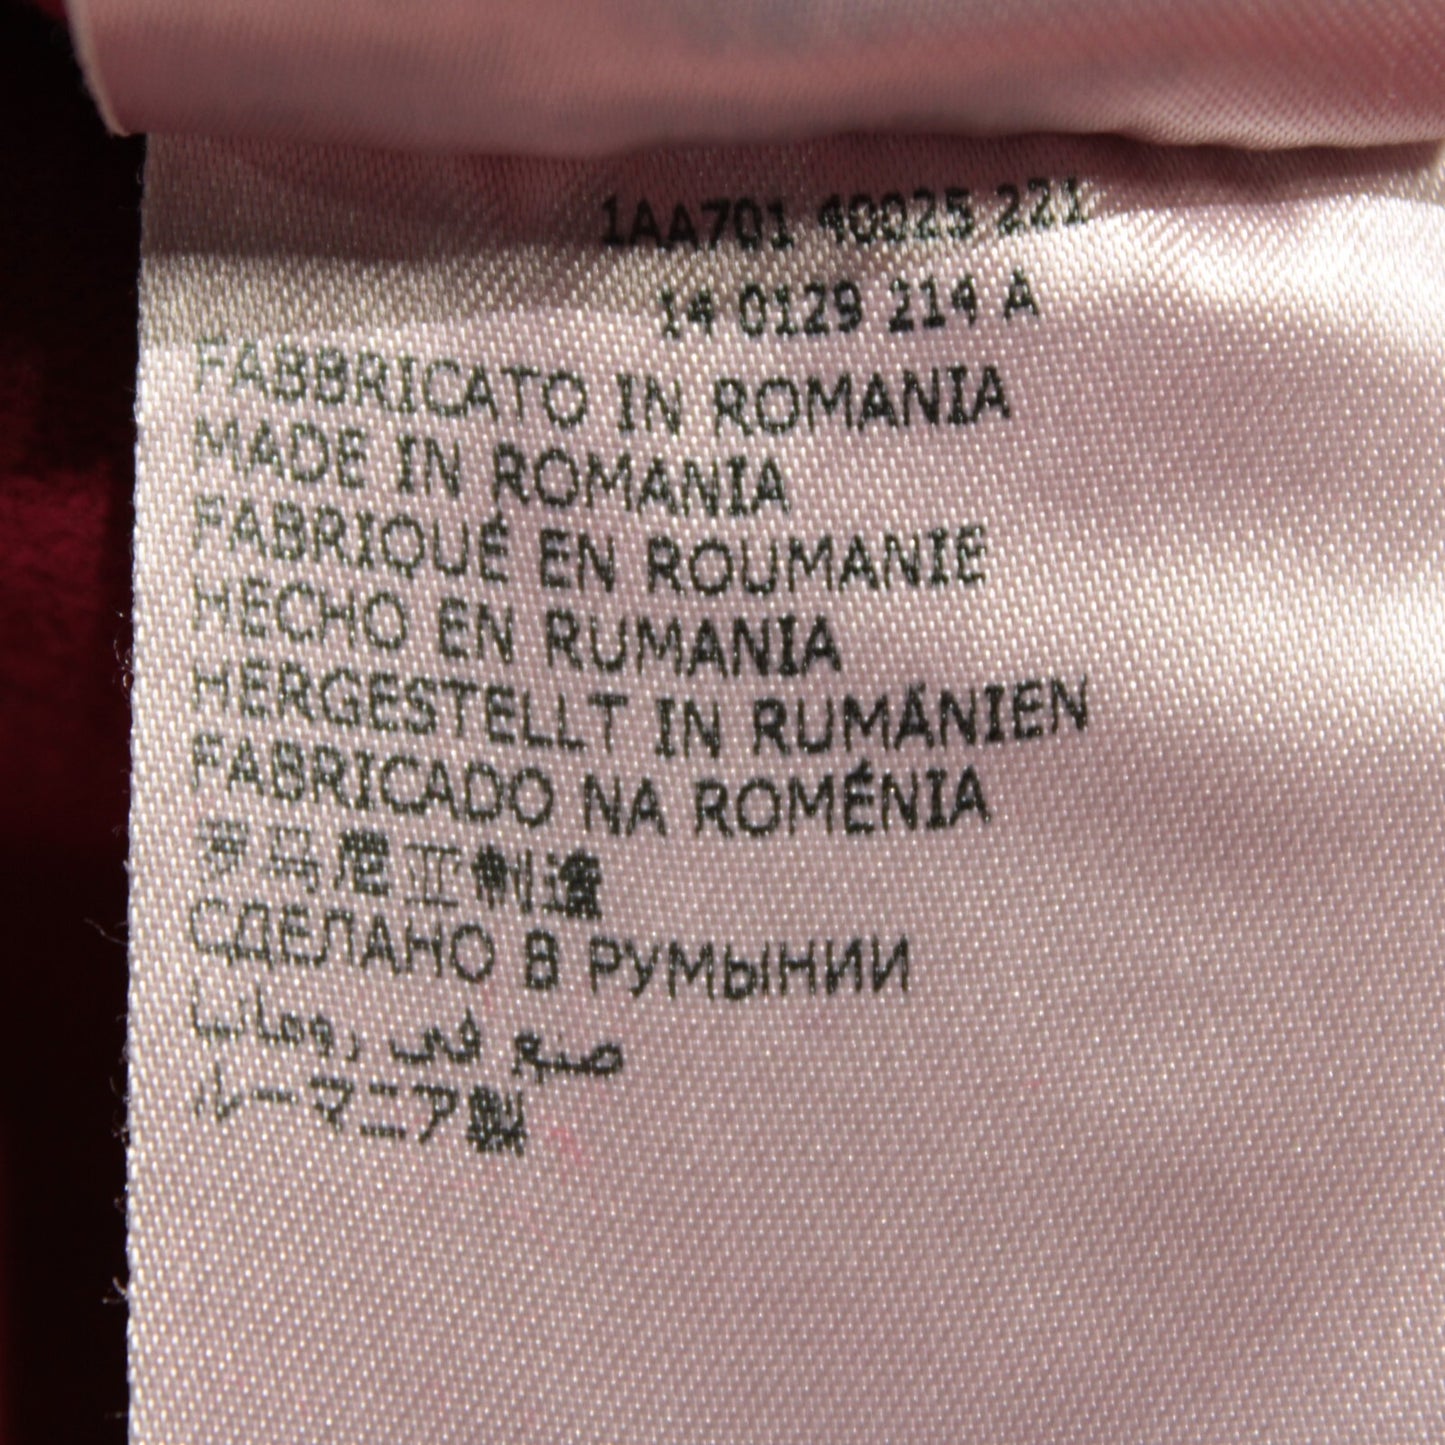 1AA701 40025 221
14 0129 214 A
FABBRICATO IN ROMANIA
MADE IN ROMANIA
FABRIQUÉ EN ROUMANIE
HECHO EN RUMANIA
HERGESTELLT IN RUMÄNIEN
FABRICADO NA ROMÉNIA
罗马尼亚制造
СДЕЛАНО В РУМЫНИИ
صنع في رومانيا
ルーマニア製